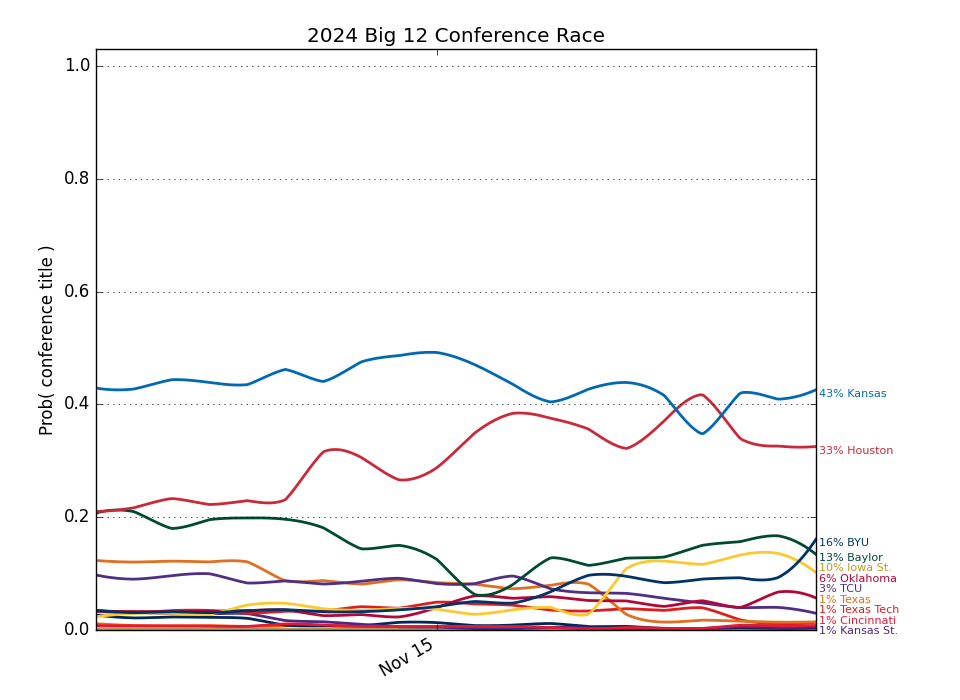 2024 Big 12 Conference Race
Prob( conference title )
1.0
0.8
0.6
0.4
0.2
0.0
Nov 15
43% Kansas
33% Houston
16% BYU
13% Baylor
10% Iowa St.
6% Oklahoma
3% TCU
1% Texas
1% Texas Tech
1% Cincinnati
1% Kansas St.